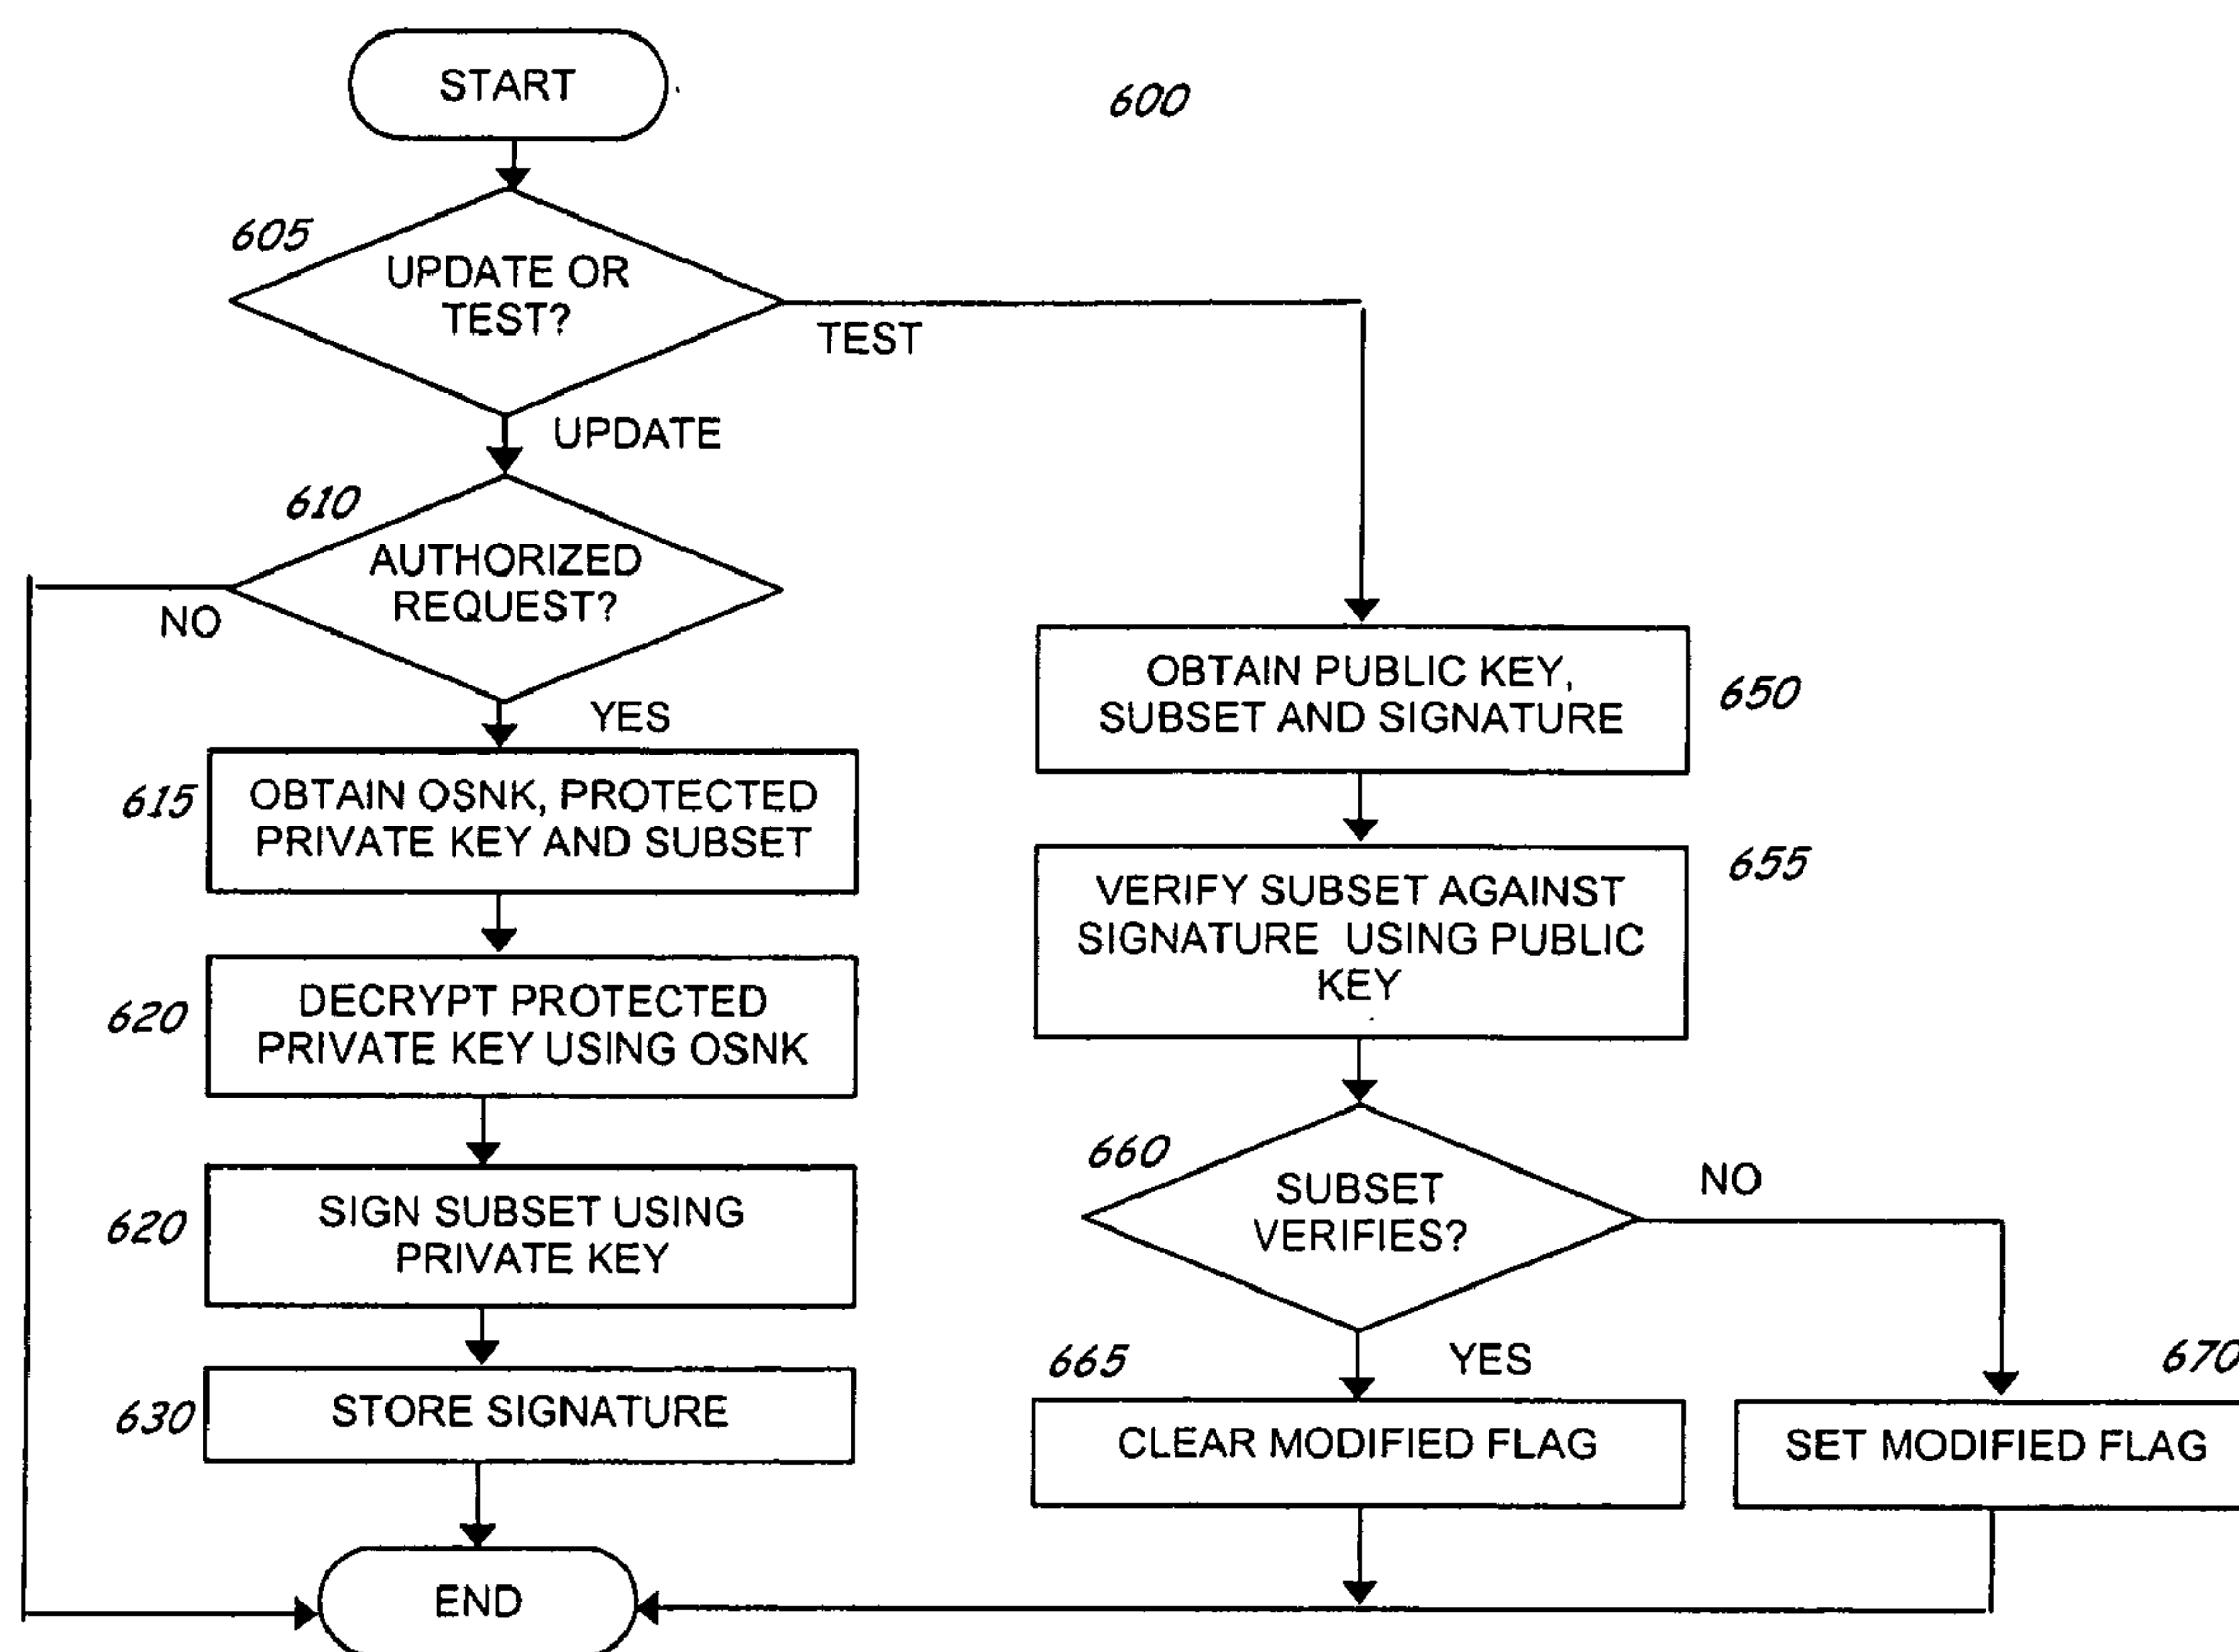 START
600
605
UPDATE OR
TEST?
TEST
UPDATE
610
AUTHORIZED
REQUEST?
NO
YES
615
OBTAIN OSNK, PROTECTED
PRIVATE KEY AND SUBSET
620
DECRYPT PROTECTED
PRIVATE KEY USING OSNK
620
SIGN SUBSET USING
PRIVATE KEY
630
STORE SIGNATURE
END
OBTAIN PUBLIC KEY,
SUBSET AND SIGNATURE
650
VERIFY SUBSET AGAINST
SIGNATURE USING PUBLIC
KEY
655
660
SUBSET
VERIFIES?
NO
YES
665
CLEAR MODIFIED FLAG
670
SET MODIFIED FLAG